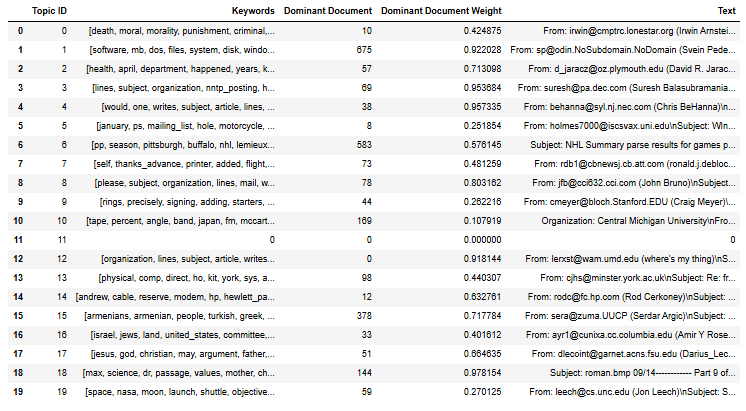 Topic ID Keywords Dominant Document Dominant Document Weight Text
0 0 [death, moral, morality, punishment, criminal,... 10 0.424875 From: irwin@cmptrc.lonestar.org (Irwin Arnstei...
1 1 [software, mb, dos, files, system, disk, windo... 675 0.922028 From: sp@odin.NoSubdomain.NoDomain (Svein Pede...
2 2 [health, april, department, happened, years, k... 57 0.713098 From: d_jaracz@oz.plymouth.edu (David R. Jarac...
3 3 [lines, subject, organization, nntp_posting, h... 69 0.953684 From: suresh@pa.dec.com (Suresh Balasubramania...
4 4 [would, one, writes, subject, article, lines, ... 38 0.957335 From: behanna@syl.nj.nec.com (Chris BeHanna)\n...
5 5 [january, ps, mailing_list, hole, motorcycle, ... 8 0.251854 From: holmes7000@iscsvax.uni.edu\nSubject: WIn...
6 6 [pp, season, pittsburgh, buffalo, nhl, lemieux... 583 0.576145 Subject: NHL Summary parse results for games p...
7 7 [self, thanks_advance, printer, added, flight,... 73 0.481259 From: rdb1@cbnewsj.cb.att.com (ronald.j.debloc...
8 8 [please, subject, organization, lines, mail, w... 78 0.803162 From: jfb@cci632.cci.com (John Bruno)\nSubject...
9 9 [rings, precisely, signing, adding, starters, ... 44 0.262216 From: cmeyer@bloch.Stanford.EDU (Craig Meyer)\...
10 10 [tape, percent, angle, band, japan, fm, mccart... 169 0.107919 Organization: Central Michigan University\nFro...
11 11 0 0 0.000000 0
12 12 [organization, lines, subject, article, writes... 0 0.918144 From: lerxst@wam.umd.edu (where's my thing)\nS...
13 13 [physical, comp, direct, ho, kit, york, sys, a... 98 0.440307 From: cjhs@minster.york.ac.uk\nSubject: Re: fr...
14 14 [andrew, cable, reserve, modem, hp, hewlett_pa... 12 0.632761 From: rodc@fc.hp.com (Rod Cerkoney)\nSubject: ...
15 15 [armenians, armenian, people, turkish, greek, ... 378 0.717784 From: sera@zuma.UUCP (Serdar Argic)\nSubject: ...
16 16 [israel, jews, land, united_states, committee,... 33 0.401612 From: ayr1@cunixa.cc.columbia.edu (Amir Y Rose...
17 17 [jesus, god, christian, may, argument, father,... 51 0.664635 From: dlecoint@garnet.acns.fsu.edu (Darius_Lec...
18 18 [max, science, dr, passage, values, mother, ch... 144 0.978154 Subject: roman.bmp 09/14------------ Part 9 of...
19 19 [space, nasa, moon, launch, shuttle, objective... 59 0.270125 From: leech@cs.unc.edu (Jon Leech)\nSubject: S...